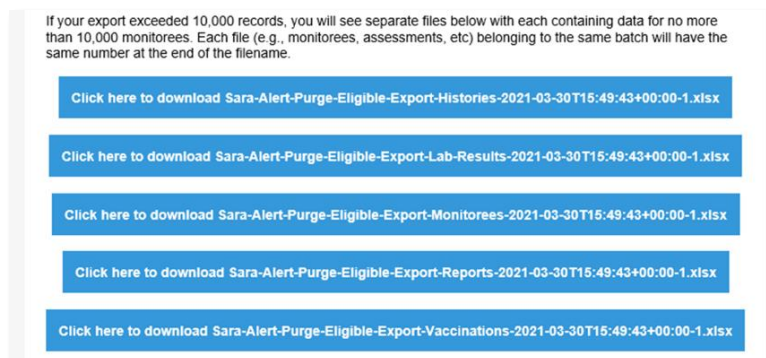 If your export exceeded 10,000 records, you will see separate files below with each containing data for no more
than 10,000 monitorees. Each file (e.g., monitorees, assessments, etc) belonging to the same batch will have the
same number at the end of the filename.
Click here to download Sara-Alert-Purge-Eligible-Export-Histories-2021-03-30T15:49:43+00:00-1.xlsx
Click here to download Sara-Alert-Purge-Eligible-Export-Lab-Results-2021-03-30T15:49:43+00:00-1.xlsx
Click here to download Sara-Alert-Purge-Eligible-Export-Monitorees-2021-03-30T15:49:43+00:00-1.xlsx
Click here to download Sara-Alert-Purge-Eligible-Export-Reports-2021-03-30T15:49:43+00:00-1.xlsx
Click here to download Sara-Alert-Purge-Eligible-Export-Vaccinations-2021-03-30T15:49:43+00:00-1.xlsx